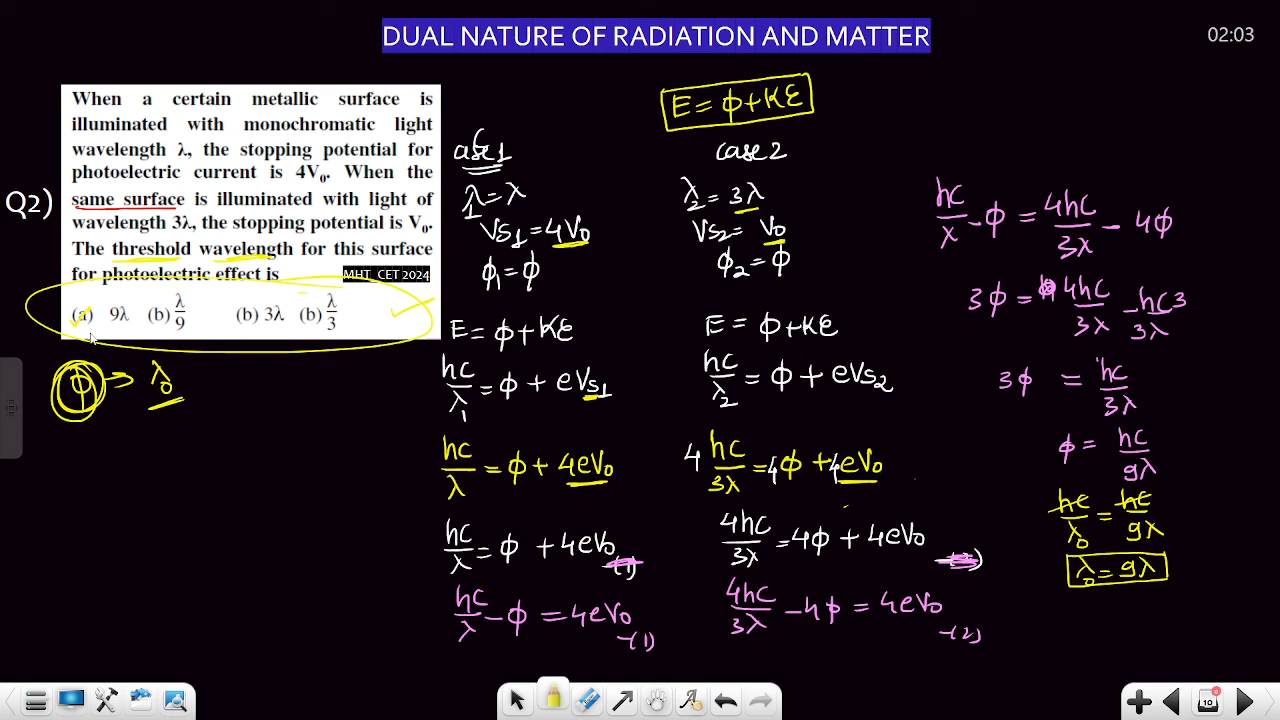 DUAL NATURE OF RADIATION AND MATTER
02:03
Q2)
When a certain metallic surface is
illuminated with monochromatic light
wavelength λ, the stopping potential for
photoelectric current is 4V₀. When the
same surface is illuminated with light of
wavelength 3λ, the stopping potential is V₀.
The threshold wavelength for this surface
for photoelectric effect is
MHT_CET 2024
(a) 9λ (b) λ/9 (b) 3λ (b) λ/3
ϕ → λ₀
E = ϕ + KE
Case1
λ₁ = λ
Vs₁ = 4V₀
ϕ₁ = ϕ
E = ϕ + KE
hc/λ₁ = ϕ + eVs₁
hc/λ = ϕ + 4eV₀
hc/λ = ϕ + 4eV₀
hc/λ - ϕ = 4eV₀ -(1)
case 2
λ₂ = 3λ
Vs₂ = V₀
ϕ₂ = ϕ
E = ϕ + KE
hc/λ₂ = ϕ + eVs₂
4 hc/3λ = 4ϕ + 4eV₀
4hc/3λ = 4ϕ + 4eV₀
4hc/3λ - 4ϕ = 4eV₀ -(2)
hc/λ - ϕ = 4hc/3λ - 4ϕ
3ϕ = 4hc/3λ - hc3/3λ
3ϕ = hc/3λ
ϕ = hc/9λ
hc/λ₀ = hc/9λ
λ₀ = 9λ
10